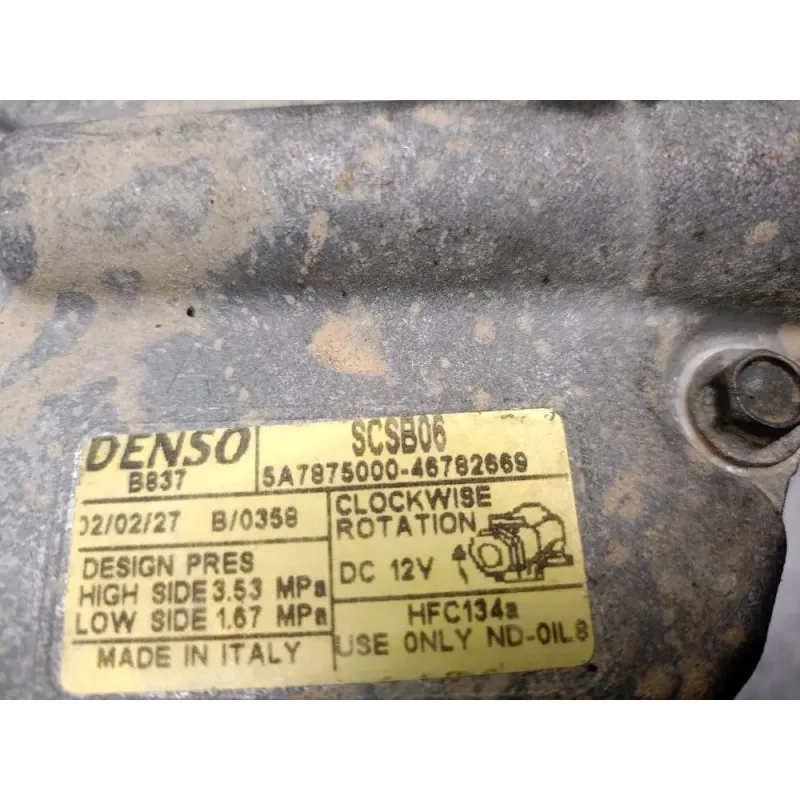 DENSO
B837
SCSB06
5A7875000-46782669
02/02/27 B/0358
CLOCKWISE
ROTATION
DESIGN PRES
HIGH SIDE 3.53 MPa
LOW SIDE 1.67 MPa
DC 12V
HFC134a
USE ONLY ND-OIL8
MADE IN ITALY